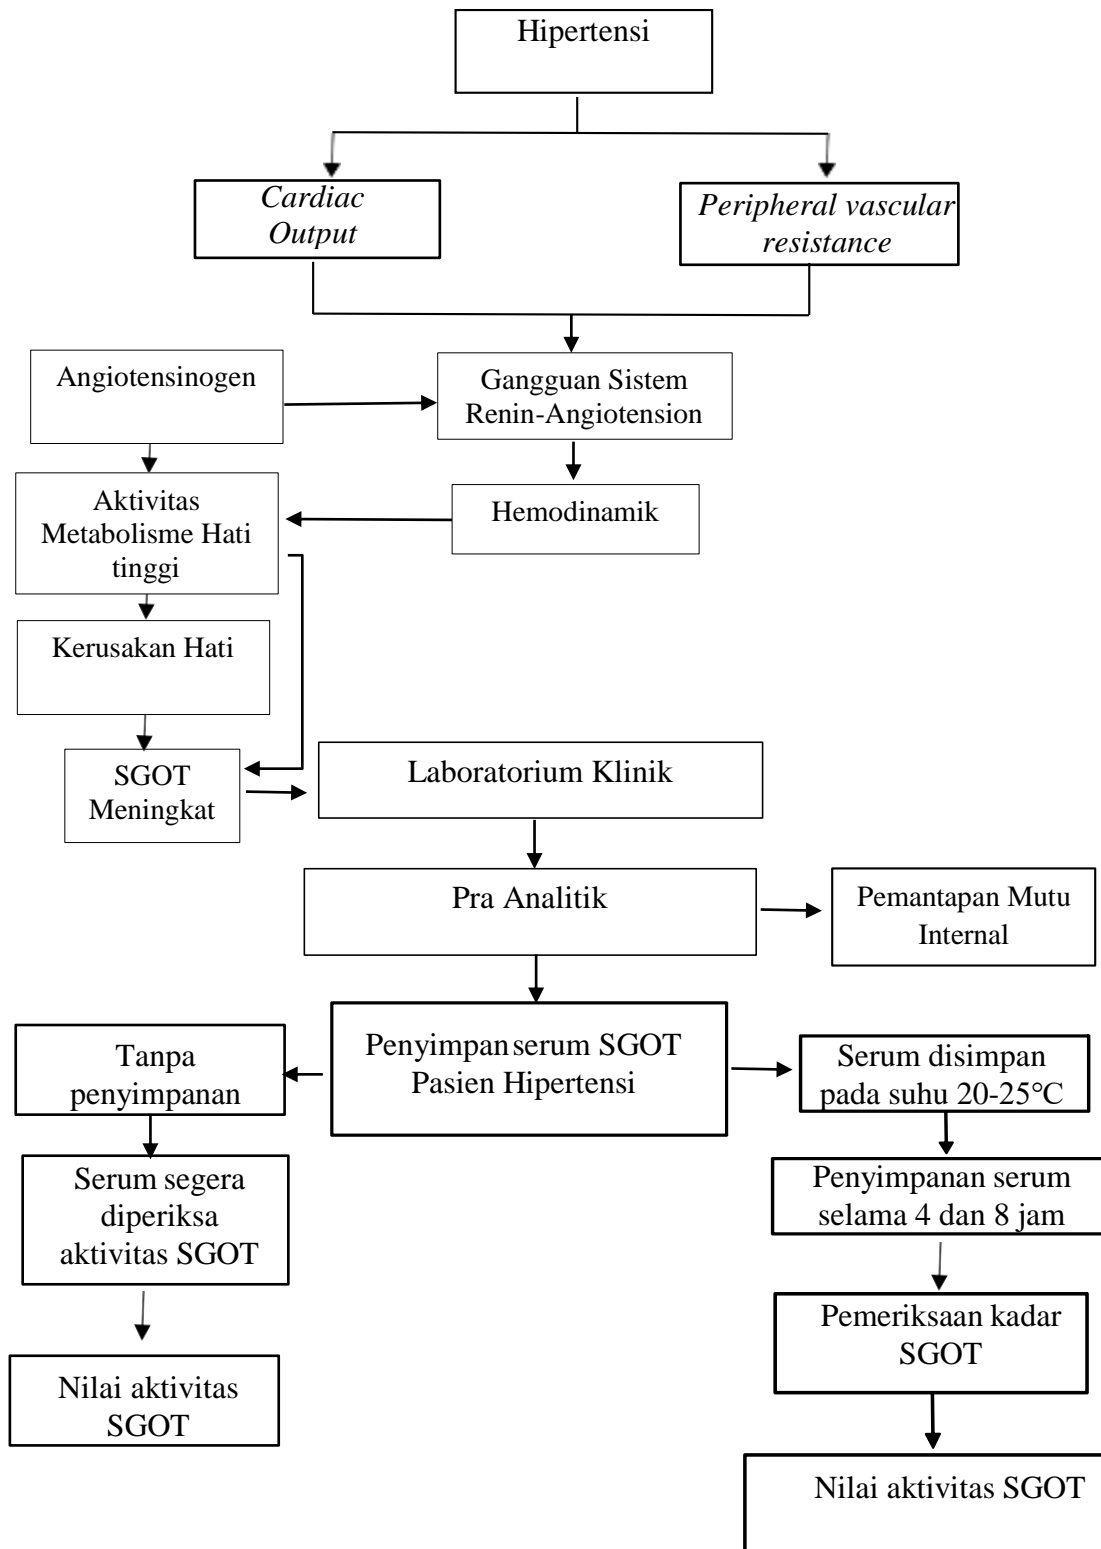 Hipertensi
Cardiac
Output
Peripheral vascular
resistance
Angiotensinogen
Gangguan Sistem
Renin-Angiotension
Aktivitas
Metabolisme Hati
tinggi
Hemodinamik
Kerusakan Hati
SGOT
Meningkat
Laboratorium Klinik
Pra Analitik
Pemantapan Mutu
Internal
Penyimpan serum SGOT
Pasien Hipertensi
Tanpa
penyimpanan
Serum disimpan
pada suhu 20-25°C
Serum segera
diperiksa
aktivitas SGOT
Penyimpanan serum
selama 4 dan 8 jam
Pemeriksaan kadar
SGOT
Nilai aktivitas
SGOT
Nilai aktivitas SGOT